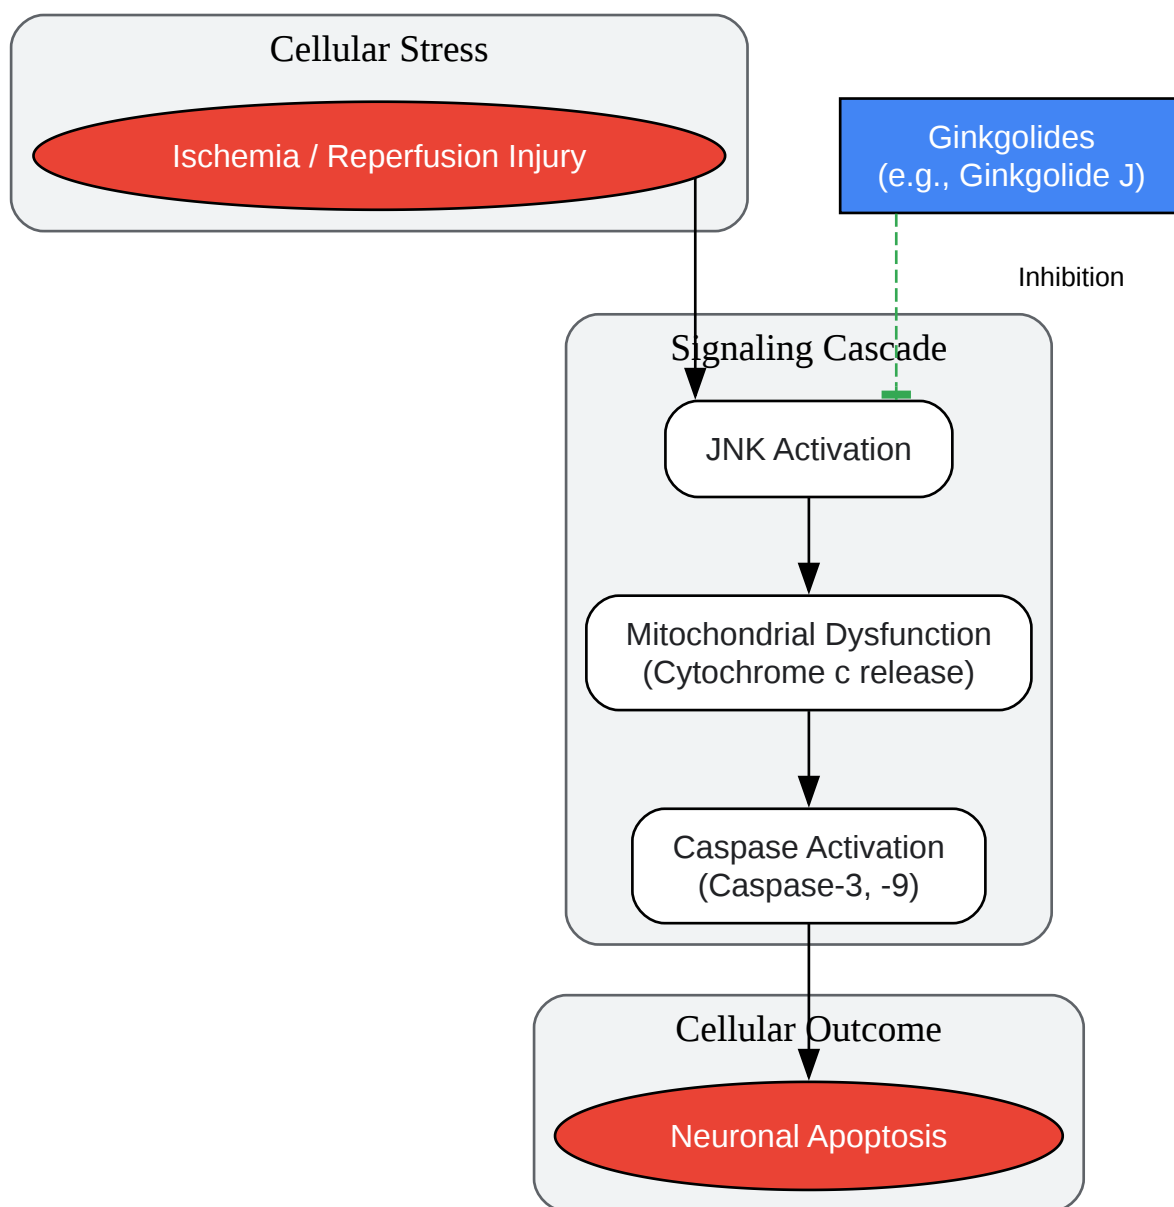 Cellular Stress
Ischemia / Reperfusion Injury
Ginkgolides
(e.g., Ginkgolide J)
Inhibition
Signaling Cascade
JNK Activation
Mitochondrial Dysfunction
(Cytochrome c release)
Caspase Activation
(Caspase-3, -9)
Cellular Outcome
Neuronal Apoptosis